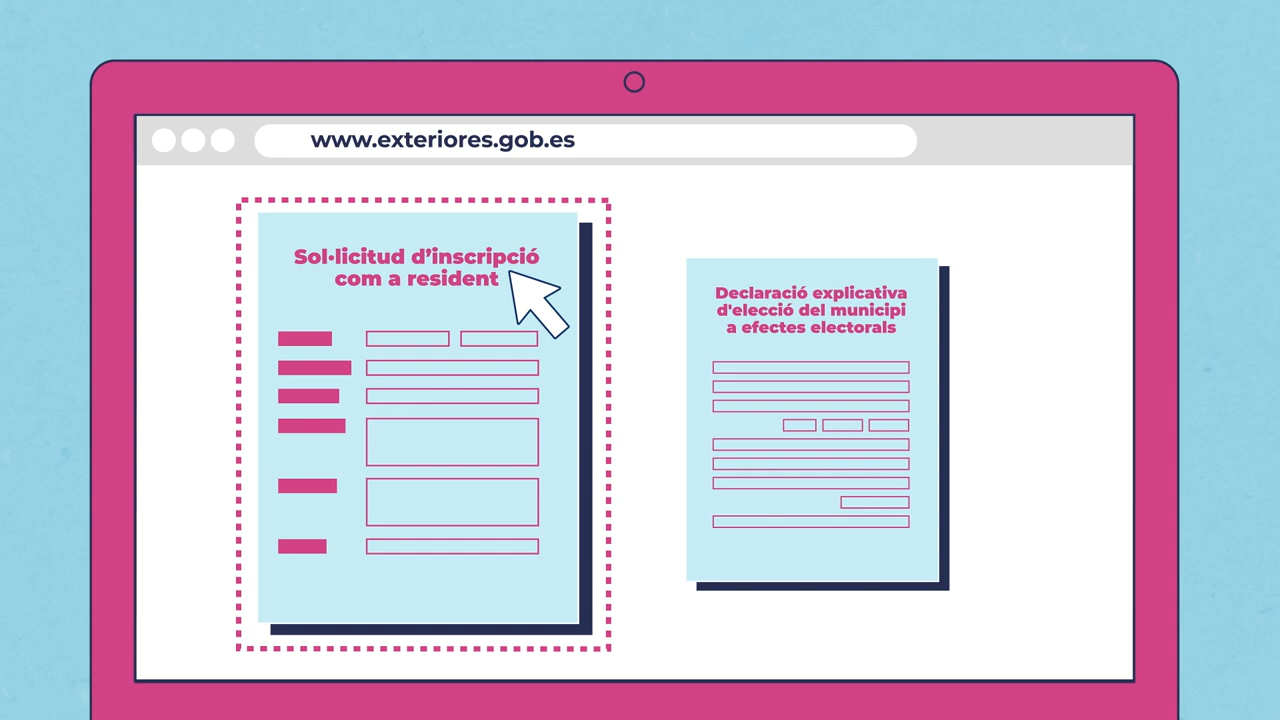 www.exteriores.gob.es
Sol·licitud d’inscripció
com a resident
Declaració explicativa
d'elecció del municipi
a efectes electorals